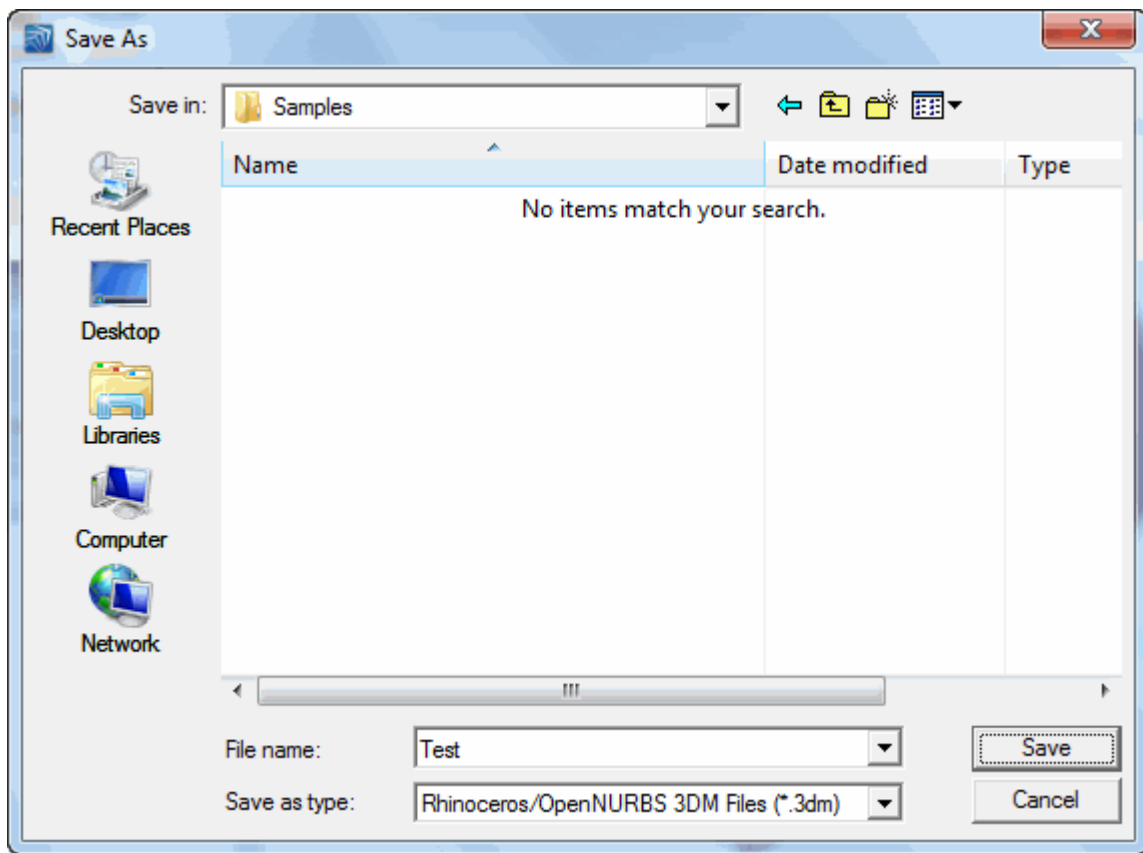 Save As
Save in: Samples
Name Date modified Type
No items match your search.
Recent Places
Desktop
Libraries
Computer
Network
File name: Test Save
Save as type: Rhinoceros/OpenNURBS 3DM Files (*.3dm) Cancel